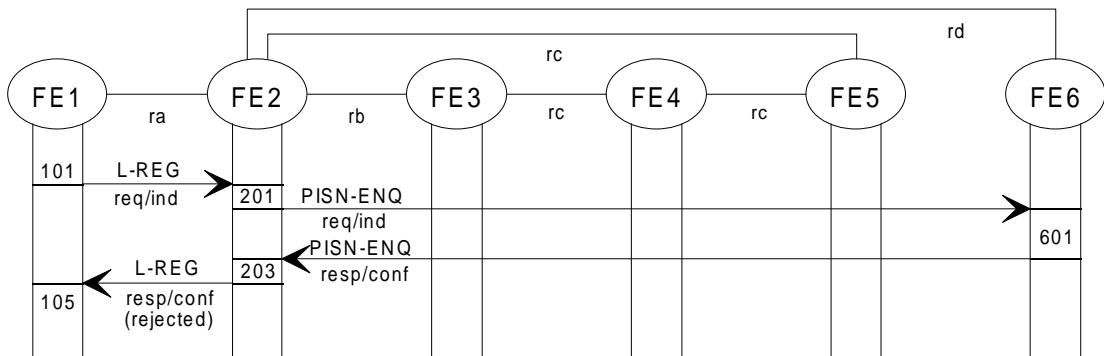 rd
rc
FE1 FE2 FE3 FE4 FE5 FE6
ra rb rc rc
101 L-REG
req/ind 201 PISN-ENQ
req/ind
PISN-ENQ 601
L-REG 203 resp/conf
105 resp/conf
(rejected)